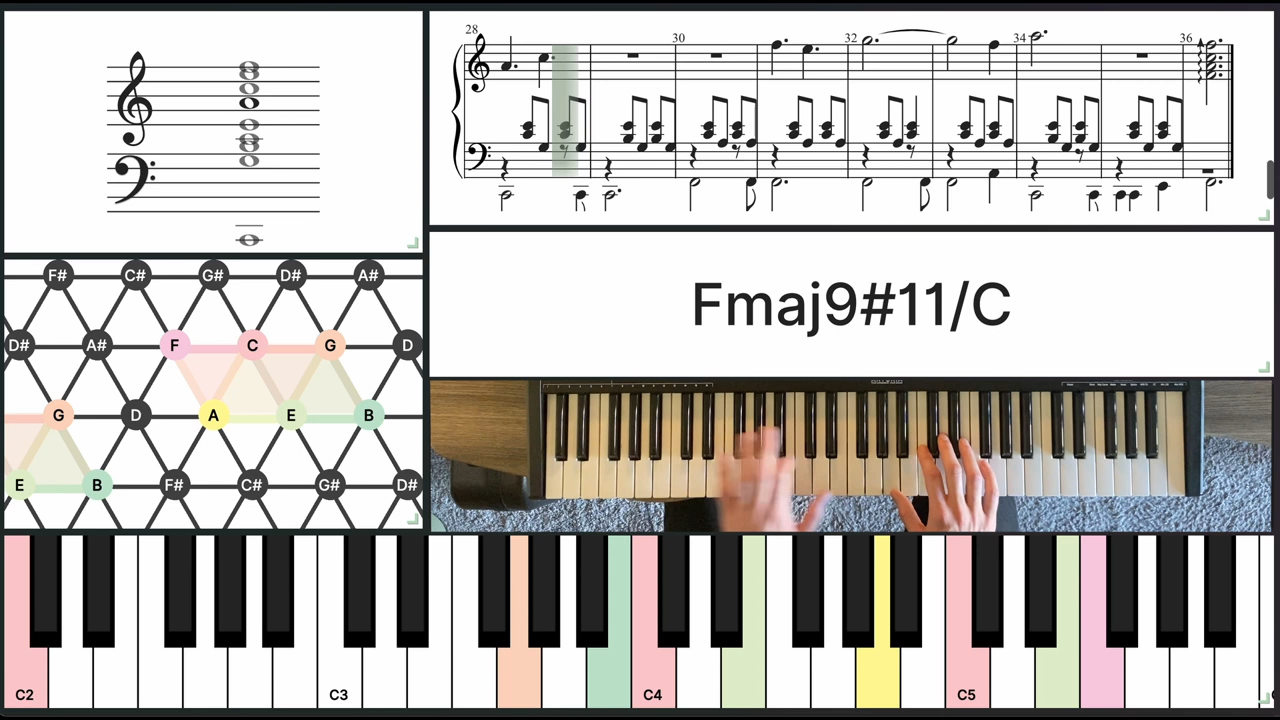 28
30
32
34
36
Fmaj9#11/C
F# C# G# D# A#
D# A# F C G D
G D A E B
E B F# C# G# D#
C2 C3 C4 C5